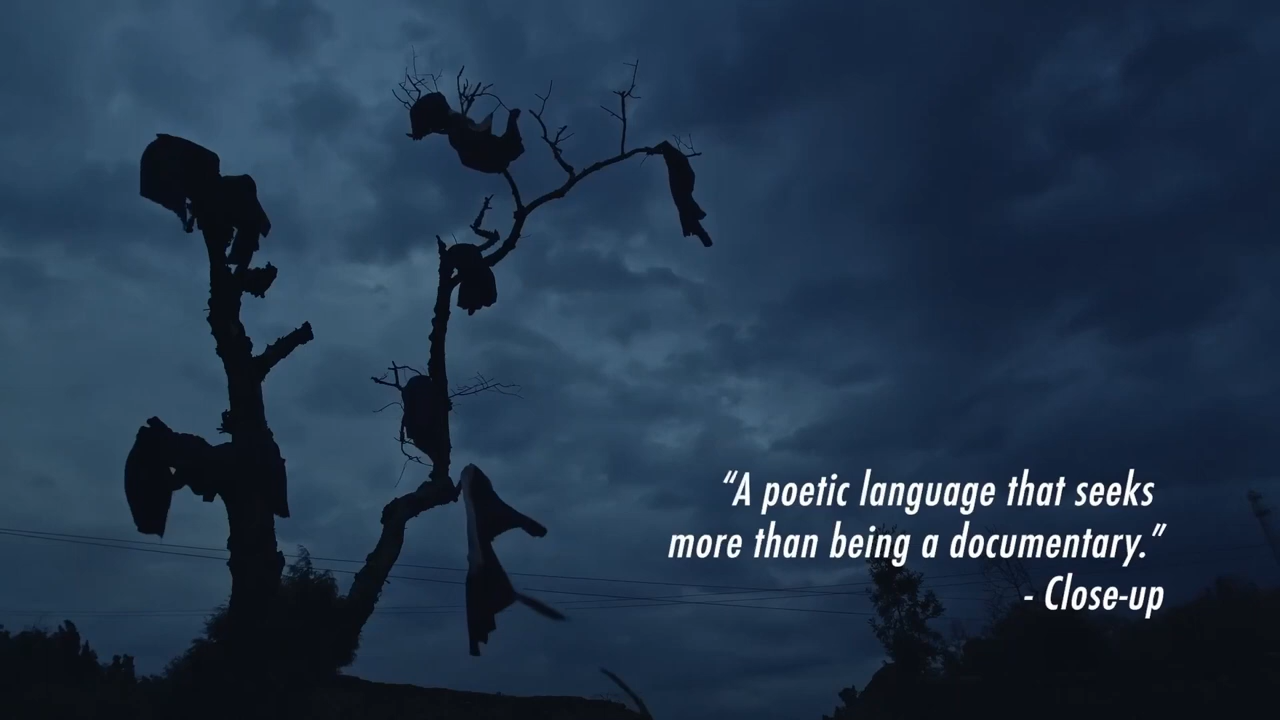 “A poetic language that seeks
more than being a documentary.”
- Close-up